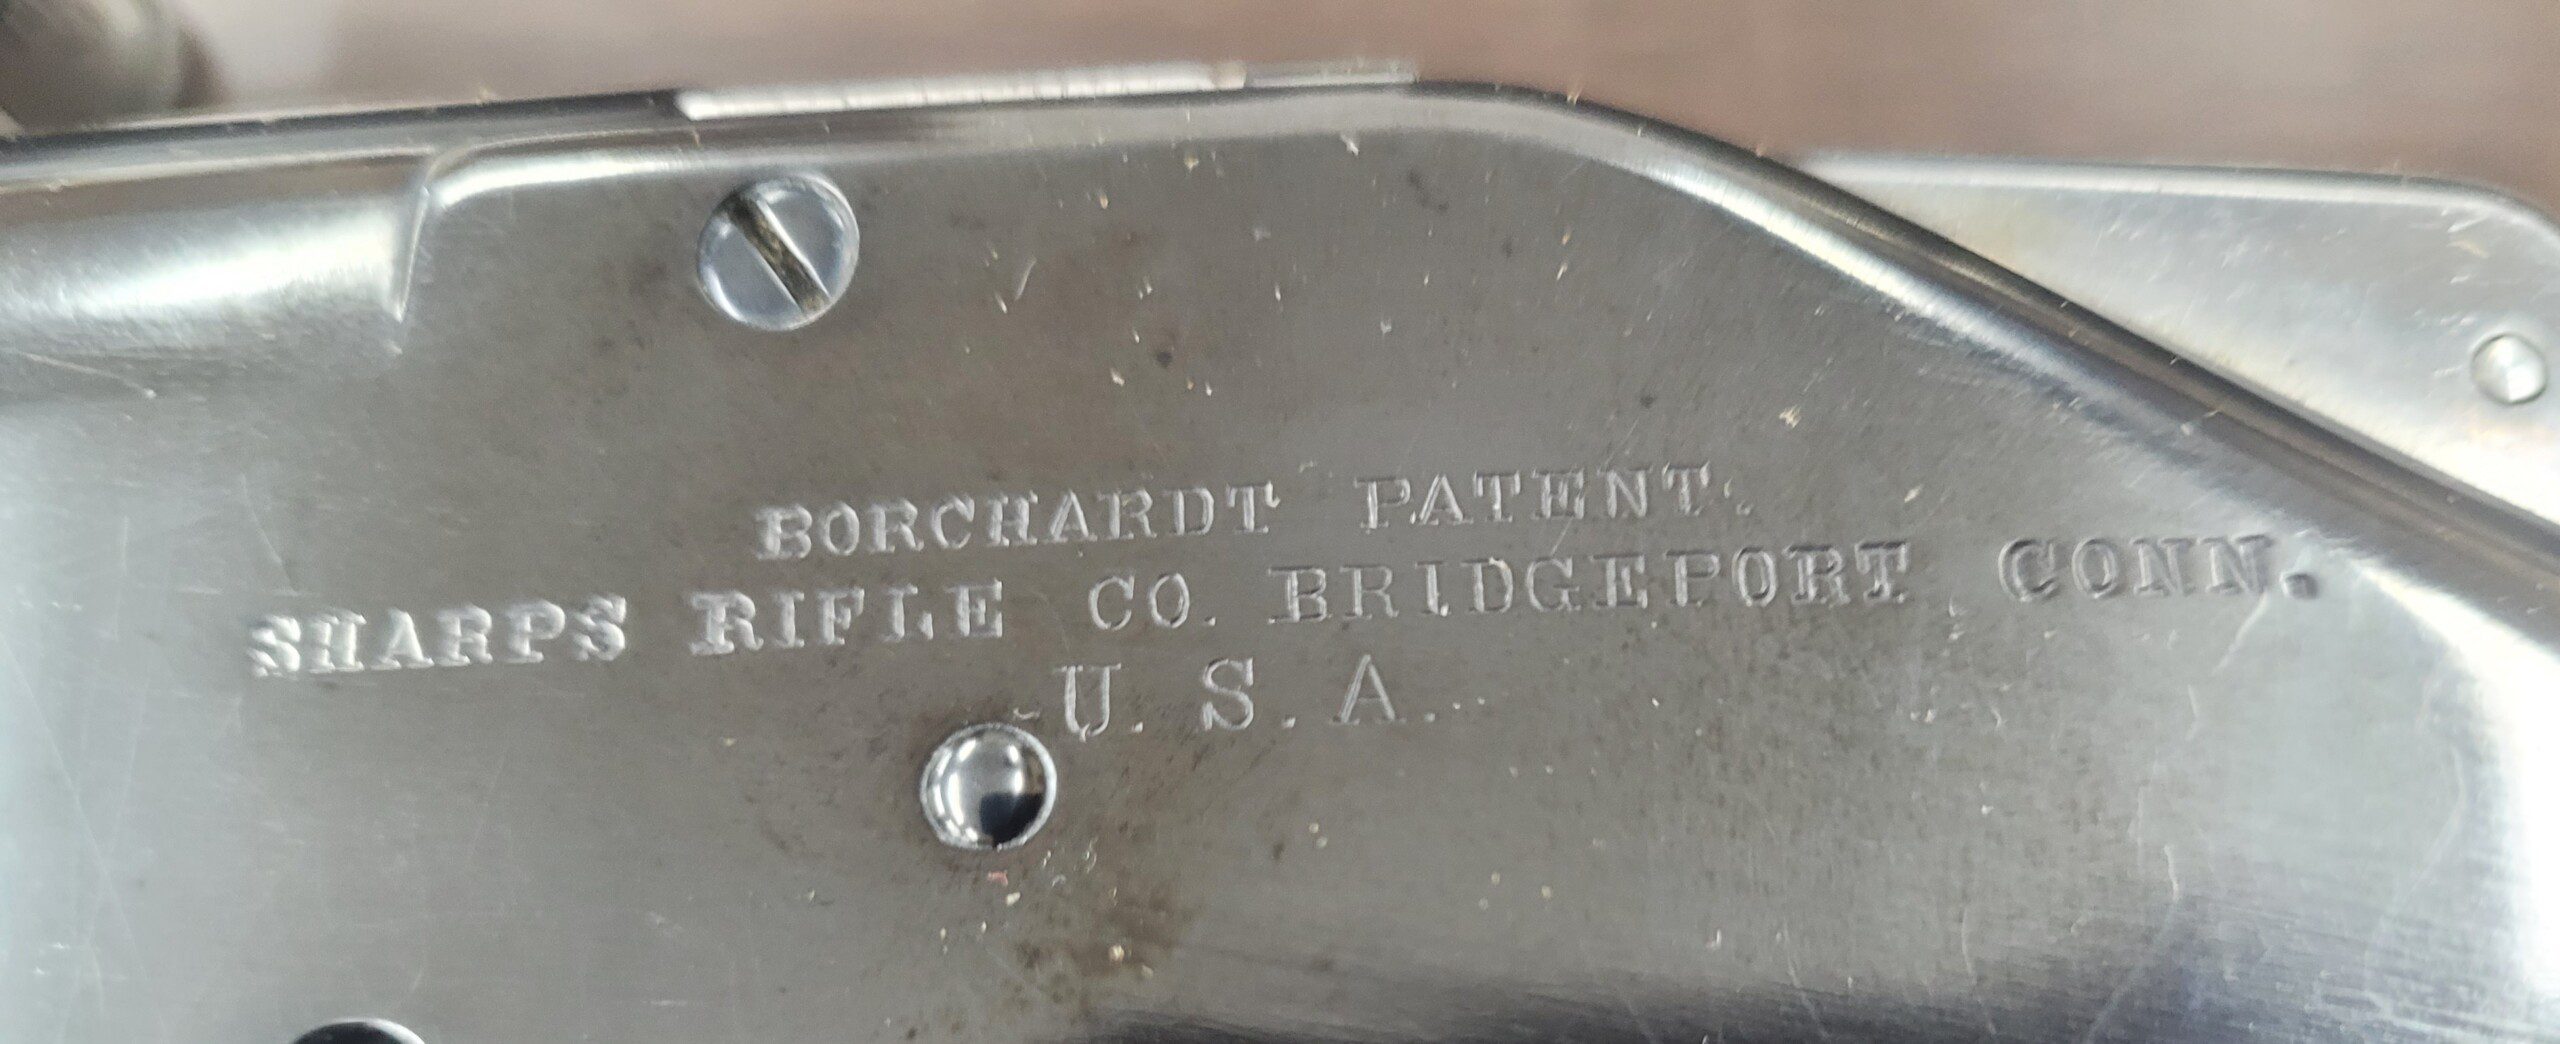 BORCHARDT PATENT.
SHARPS RIFLE CO. BRIDGEPORT CONN.
U. S. A.